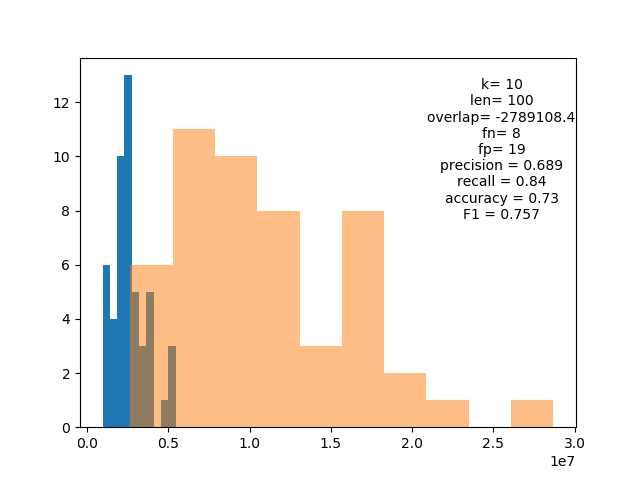 k= 10
len= 100
overlap= -2789108.4
fn= 8
fp= 19
precision = 0.689
recall = 0.84
accuracy = 0.73
F1 = 0.757
12
10
8
6
4
2
0
0.0 0.5 1.0 1.5 2.0 2.5 3.0
1e7